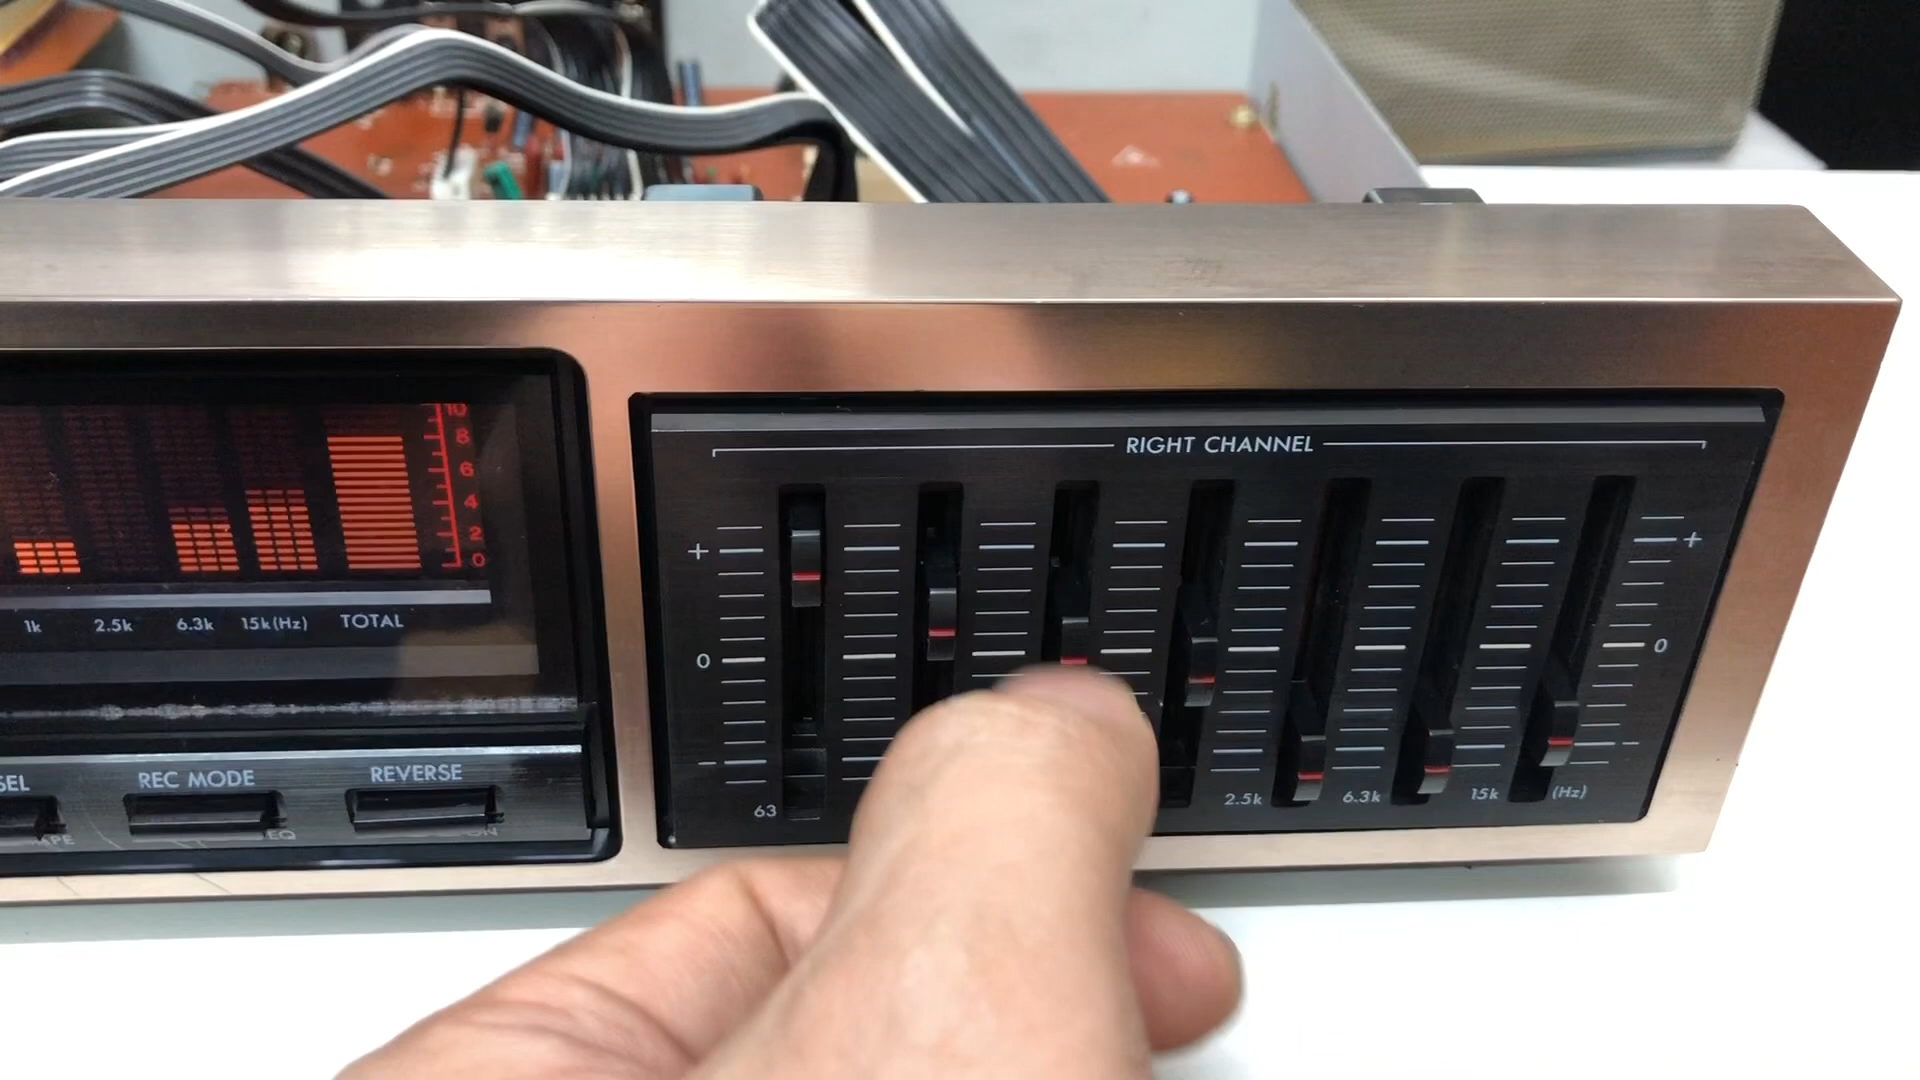 RIGHT CHANNEL
10
8
6
4
2
0
+
+
0
0
1k 2.5k 6.3k 15k(Hz) TOTAL
-
-
SEL REC MODE REVERSE
63 2.5k 6.3k 15k (Hz)
EQ